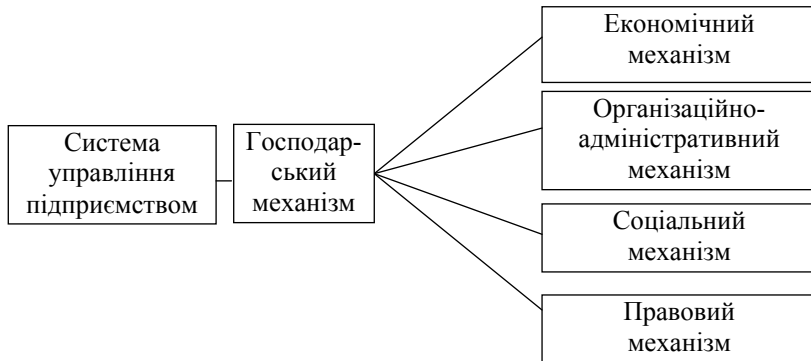 Система
управління
підприємством
Господар-
ський
механізм
Економічний
механізм
Організаційно-
адміністративний
механізм
Соціальний
механізм
Правовий
механізм